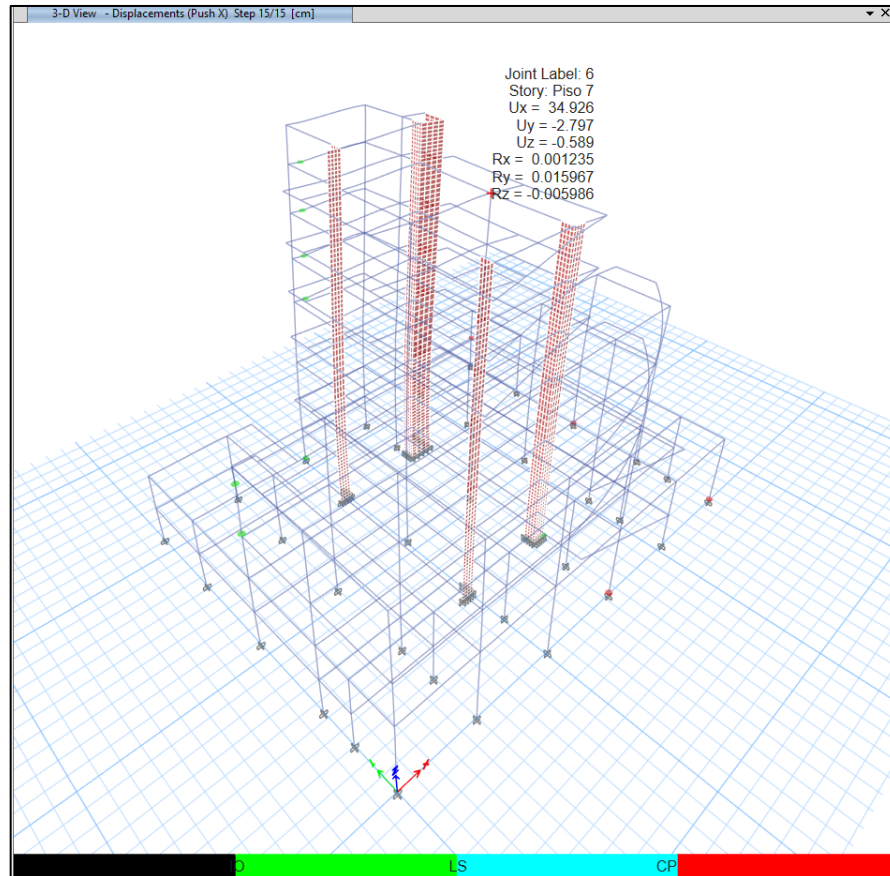 3-D View - Displacements (Push X) Step 15/15 [cm]
Joint Label: 6
Story: Piso 7
Ux = 34.926
Uy = -2.797
Uz = -0.589
Rx = 0.001235
Ry = 0.015967
Rz = -0.005986
IO LS CP